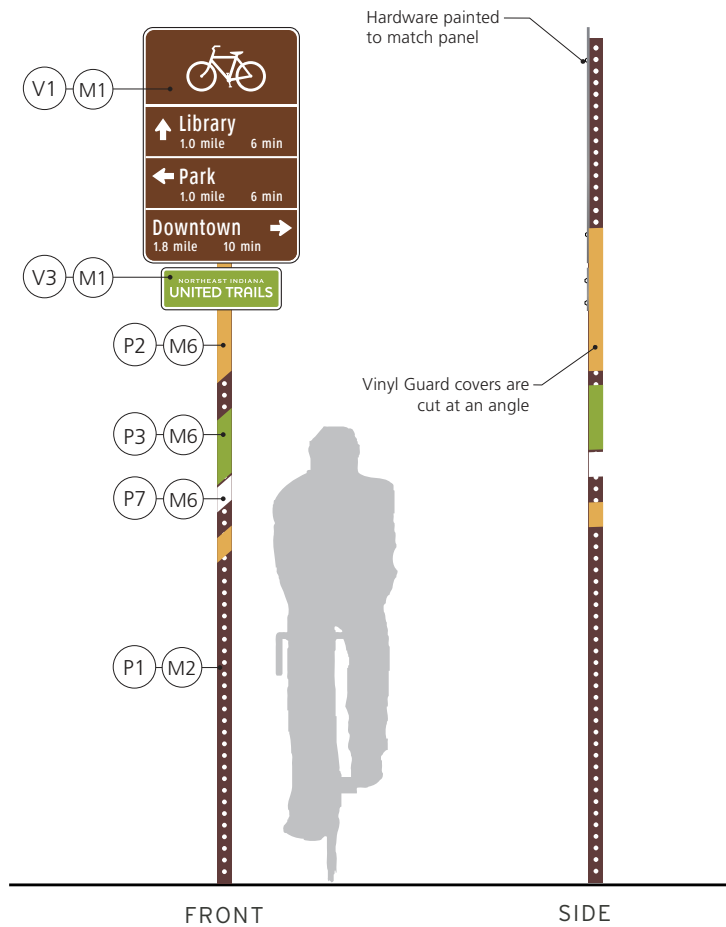 Hardware painted
to match panel
V1 M1
Library
1.0 mile 6 min
Park
1.0 mile 6 min
Downtown
1.8 mile 10 min
V3 M1
NORTHEAST INDIANA
UNITED TRAILS
P2 M6
Vinyl Guard covers are
cut at an angle
P3 M6
P7 M6
P1 M2
FRONT
SIDE